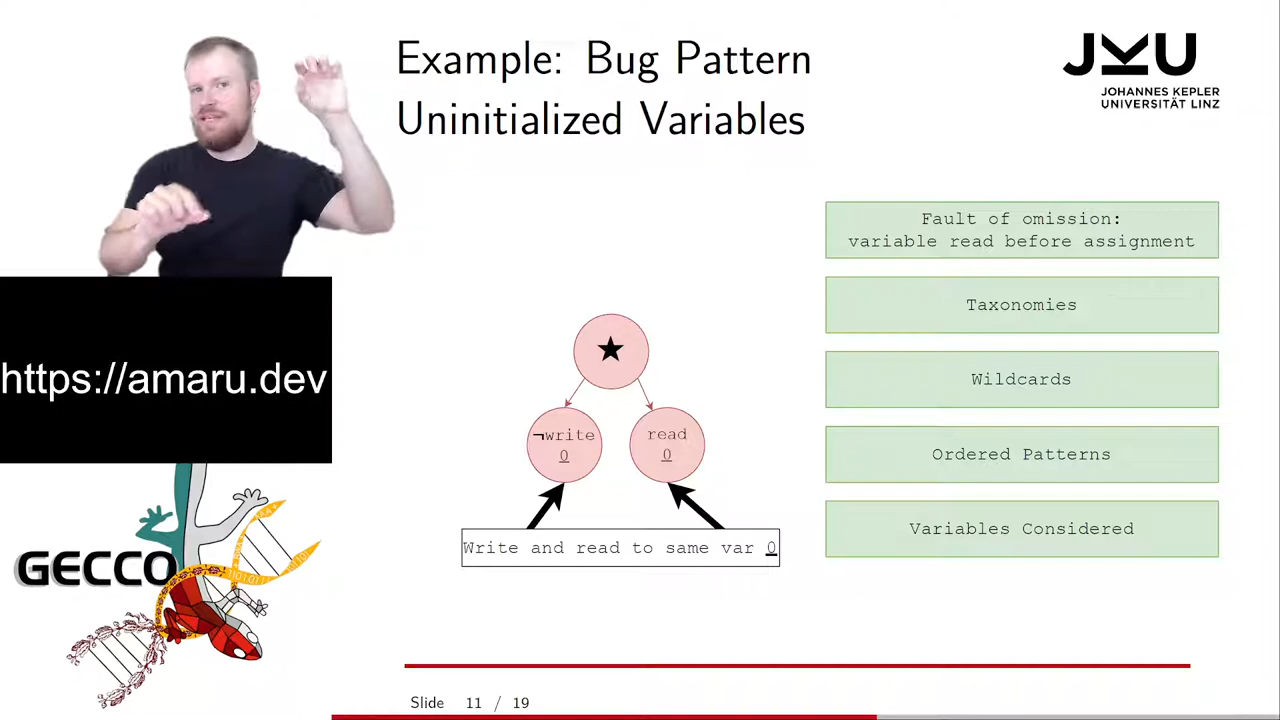 Example: Bug Pattern
Uninitialized Variables
JKU
JOHANNES KEPLER
UNIVERSITÄT LINZ
Fault of omission:
variable read before assignment
Taxonomies
Wildcards
Ordered Patterns
Variables Considered
★
¬write
0
read
0
Write and read to same var 0
https://amaru.dev
GECCO
Slide 11 / 19